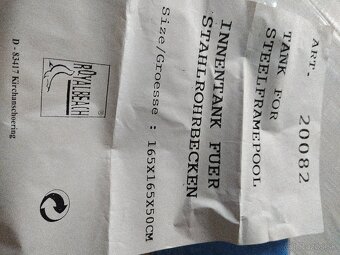 ART. 20082
TANK FOR
STEELFRAMEPOOL
INNENTANK FUER
STAHLROHRBECKEN
Size/Groesse : 165X165X50CM
ROYALBEACH
®
D - 83417 Kirchanschöring